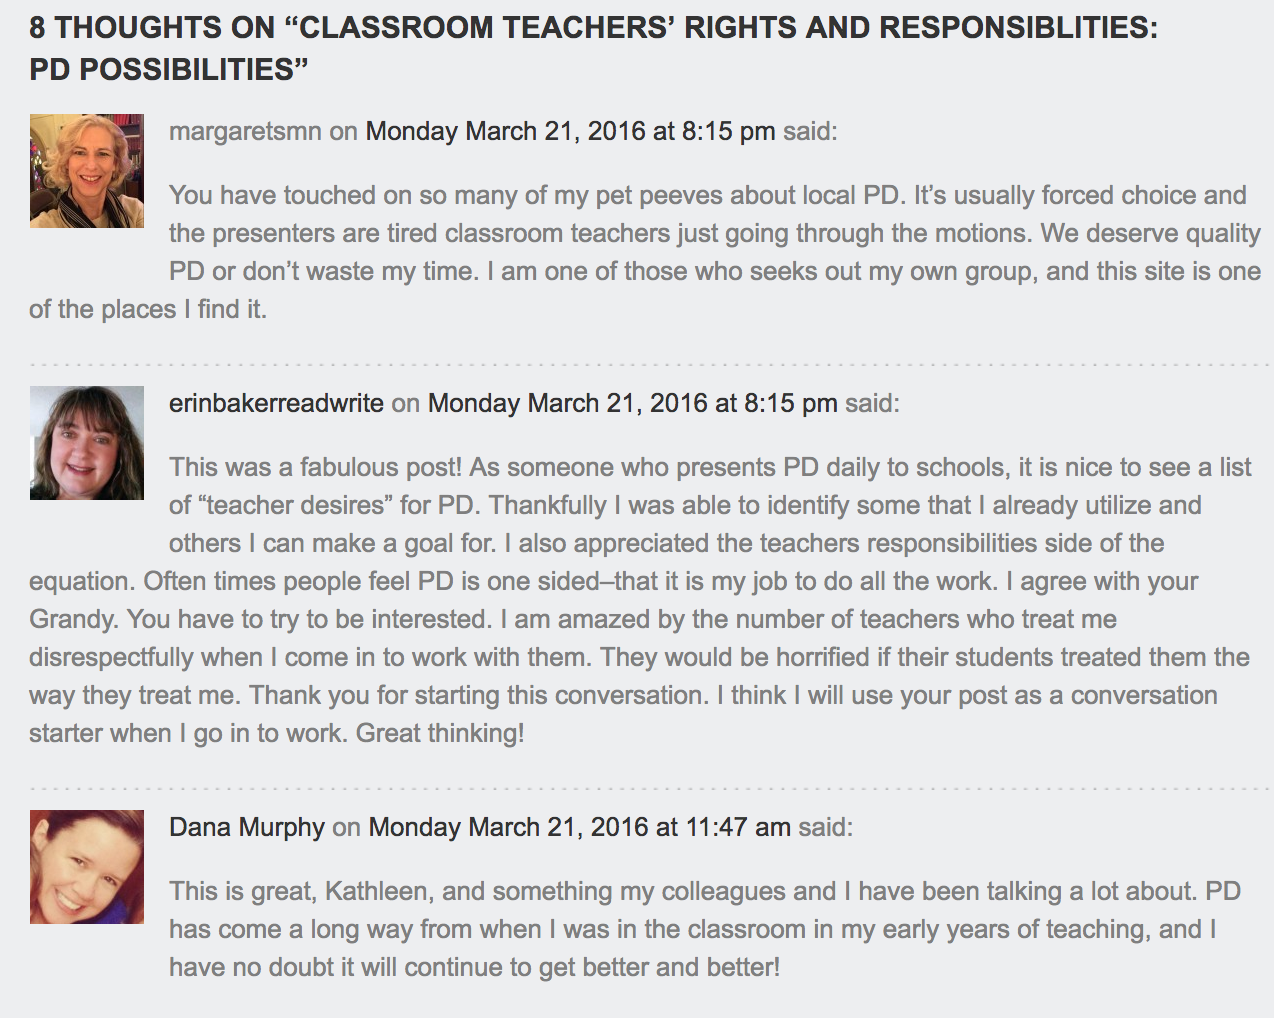 8 THOUGHTS ON “CLASSROOM TEACHERS’ RIGHTS AND RESPONSIBLITIES:
PD POSSIBILITIES”
margaretsmn on Monday March 21, 2016 at 8:15 pm said:
You have touched on so many of my pet peeves about local PD. It’s usually forced choice and
the presenters are tired classroom teachers just going through the motions. We deserve quality
PD or don’t waste my time. I am one of those who seeks out my own group, and this site is one
of the places I find it.
erinbakerreadwrite on Monday March 21, 2016 at 8:15 pm said:
This was a fabulous post! As someone who presents PD daily to schools, it is nice to see a list
of “teacher desires” for PD. Thankfully I was able to identify some that I already utilize and
others I can make a goal for. I also appreciated the teachers responsibilities side of the
equation. Often times people feel PD is one sided–that it is my job to do all the work. I agree with your
Grandy. You have to try to be interested. I am amazed by the number of teachers who treat me
disrespectfully when I come in to work with them. They would be horrified if their students treated them the
way they treat me. Thank you for starting this conversation. I think I will use your post as a conversation
starter when I go in to work. Great thinking!
Dana Murphy on Monday March 21, 2016 at 11:47 am said:
This is great, Kathleen, and something my colleagues and I have been talking a lot about. PD
has come a long way from when I was in the classroom in my early years of teaching, and I
have no doubt it will continue to get better and better!